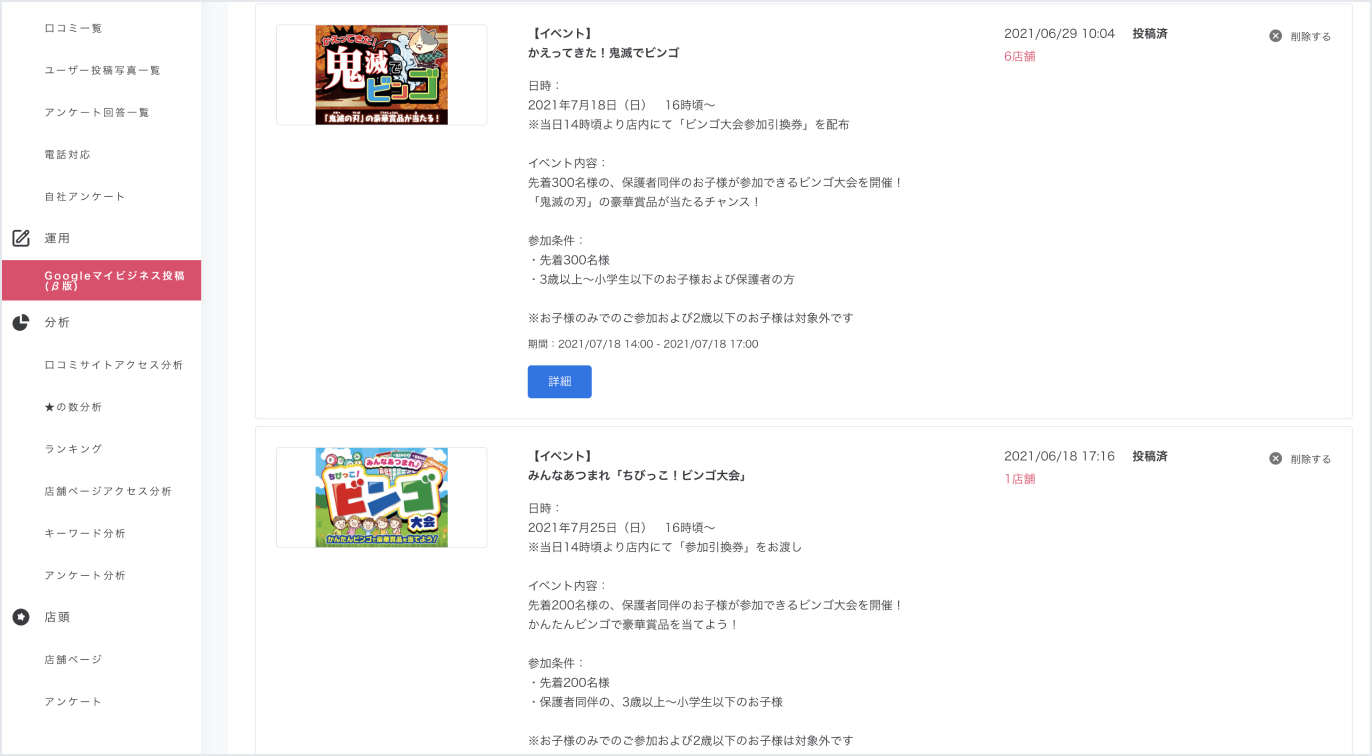 口コミ一覧
ユーザー投稿写真一覧
アンケート回答一覧
電話対応
自社アンケート
運用
Googleマイビジネス投稿
(β版)
分析
口コミサイトアクセス分析
★の数分析
ランキング
店舗ページアクセス分析
キーワード分析
アンケート分析
店頭
店舗ページ
アンケート
かえってきた!
鬼滅で
ビンゴ
「鬼滅の刃」の豪華賞品が当たる!
【イベント】
かえってきた！鬼滅でビンゴ
日時：
2021年7月18日（日）　16時頃〜
※当日14時頃より店内にて「ビンゴ大会参加引換券」を配布
イベント内容：
先着300名様の、保護者同伴のお子様が参加できるビンゴ大会を開催！
「鬼滅の刃」の豪華賞品が当たるチャンス！
参加条件：
・先着300名様
・3歳以上〜小学生以下のお子様および保護者の方
※お子様のみでのご参加および2歳以下のお子様は対象外です
期間：2021/07/18 14:00 - 2021/07/18 17:00
詳細
2021/06/29 10:04　投稿済
6店舗
削除する
みんなあつまれ♪
ちびっこ!
ビンゴ
大会
かんたんビンゴで豪華賞品を当てよう!
【イベント】
みんなあつまれ「ちびっこ！ビンゴ大会」
日時：
2021年7月25日（日）　16時頃〜
※当日14時頃より店内にて「参加引換券」をお渡し
イベント内容：
先着200名様の、保護者同伴のお子様が参加できるビンゴ大会を開催！
かんたんビンゴで豪華賞品を当てよう！
参加条件：
・先着200名様
・保護者同伴の、3歳以上〜小学生以下のお子様
※お子様のみでのご参加および2歳以下のお子様は対象外です
2021/06/18 17:16　投稿済
1店舗
削除する